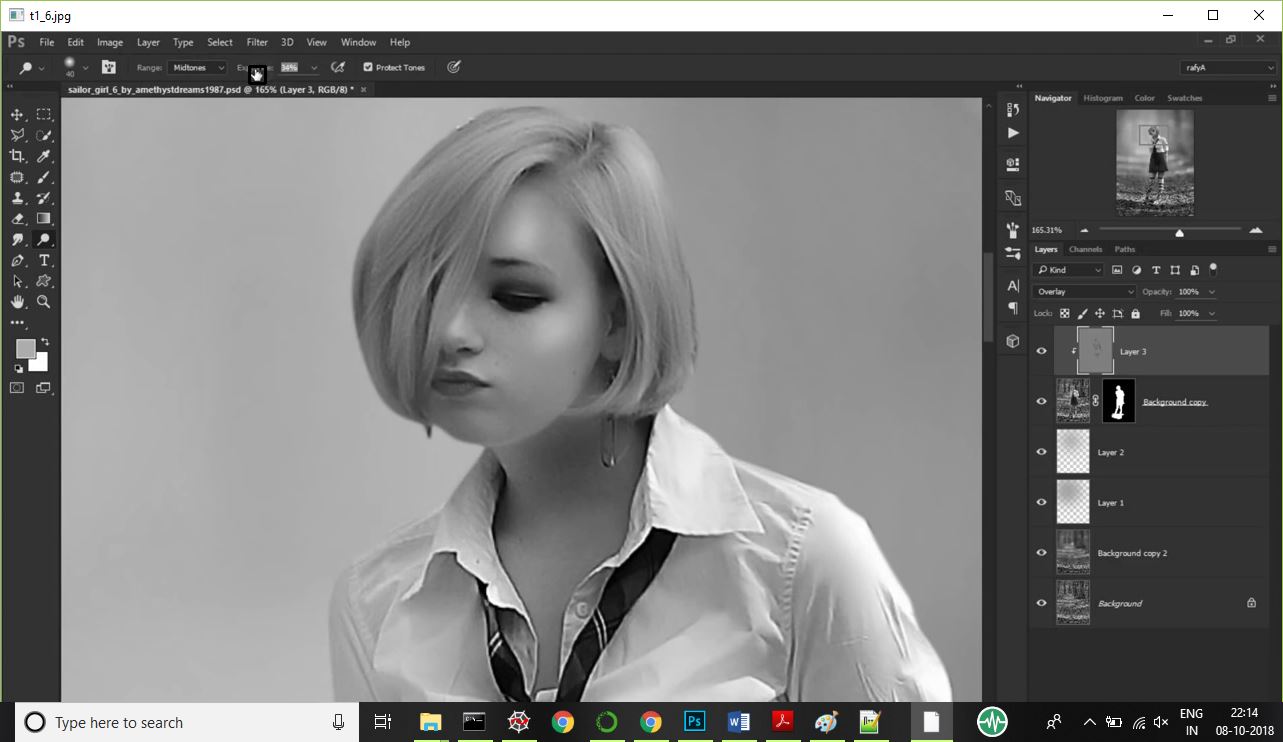 t1_6.jpg
Ps File Edit Image Layer Type Select Filter 3D View Window Help
40 Range: Midtones 34% Protect Tones rafyA
sailor_girl_6_by_amethystdreams1987.psd @ 165% (Layer 3, RGB/8) *
Navigator Histogram Color Swatches
165.31%
Layers Channels Paths
Kind
Overlay Opacity: 100%
Lock: Fill: 100%
Layer 3
Background copy
Layer 2
Layer 1
Background copy 2
Background
Type here to search
Ps
ENG
IN
22:14
08-10-2018